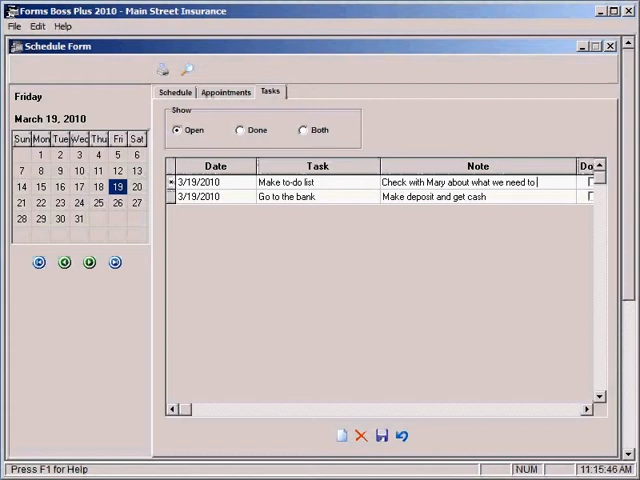 Forms Boss Plus 2010 - Main Street Insurance
File Edit Help
Schedule Form
Friday
March 19, 2010
Sun Mon Tue Wed Thu Fri Sat
1 2 3 4 5 6
7 8 9 10 11 12 13
14 15 16 17 18 19 20
21 22 23 24 25 26 27
28 29 30 31
Schedule Appointments Tasks
Show
Open Done Both
Date Task Note Do
3/19/2010 Make to-do list Check with Mary about what we need to
3/19/2010 Go to the bank Make deposit and get cash
Press F1 for Help NUM 11:15:46 AM